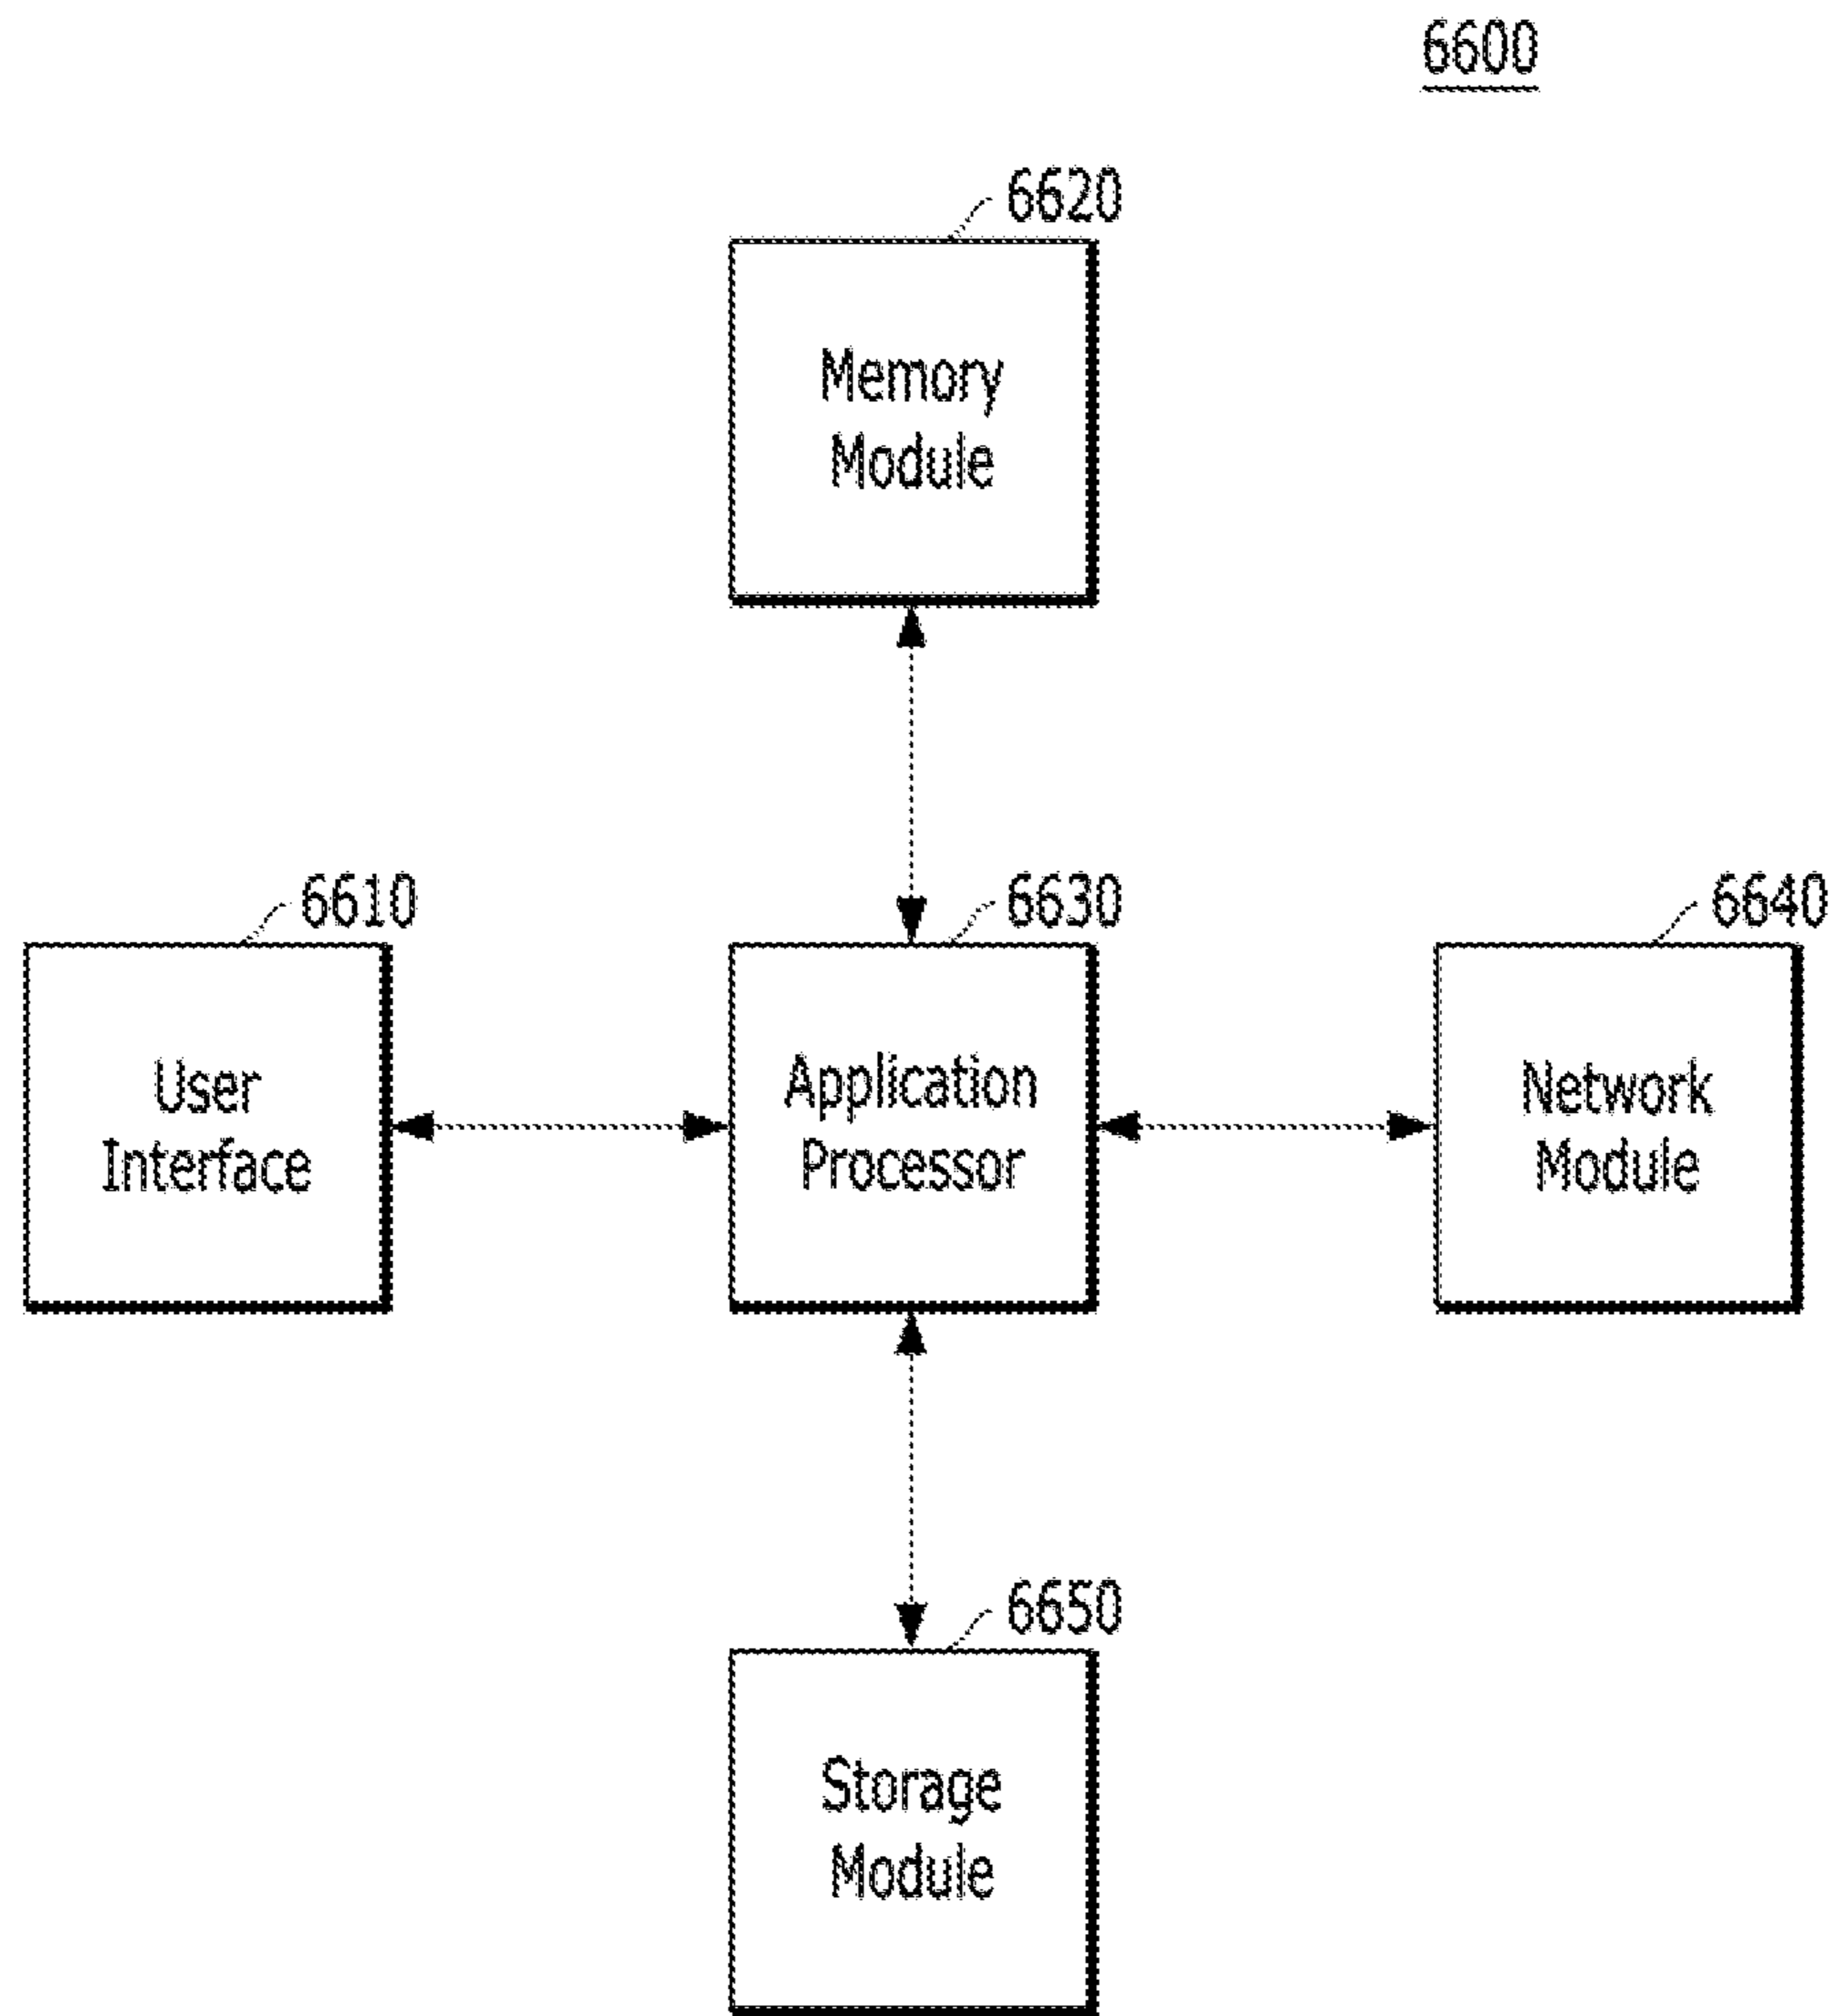 6600
6620
Memory
Module
6610
6630
6640
User
Interface
Application
Processor
Network
Module
6650
Storage
Module